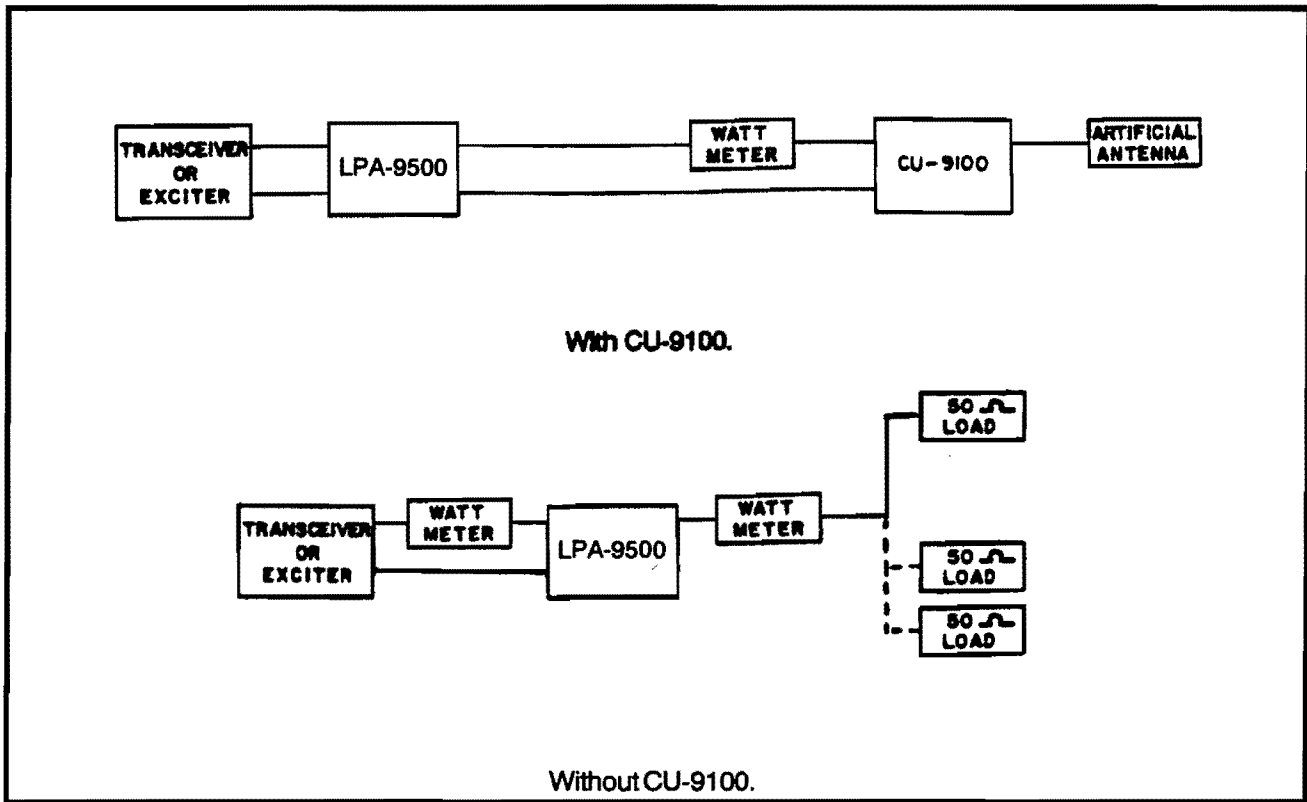 TRANSCEIVER
OR
EXCITER
LPA-9500
WATT
METER
CU-9100
ARTIFICIAL
ANTENNA
With CU-9100.
TRANSCEIVER
OR
EXCITER
WATT
METER
LPA-9500
WATT
METER
50 Ω
LOAD
50 Ω
LOAD
50 Ω
LOAD
Without CU-9100.